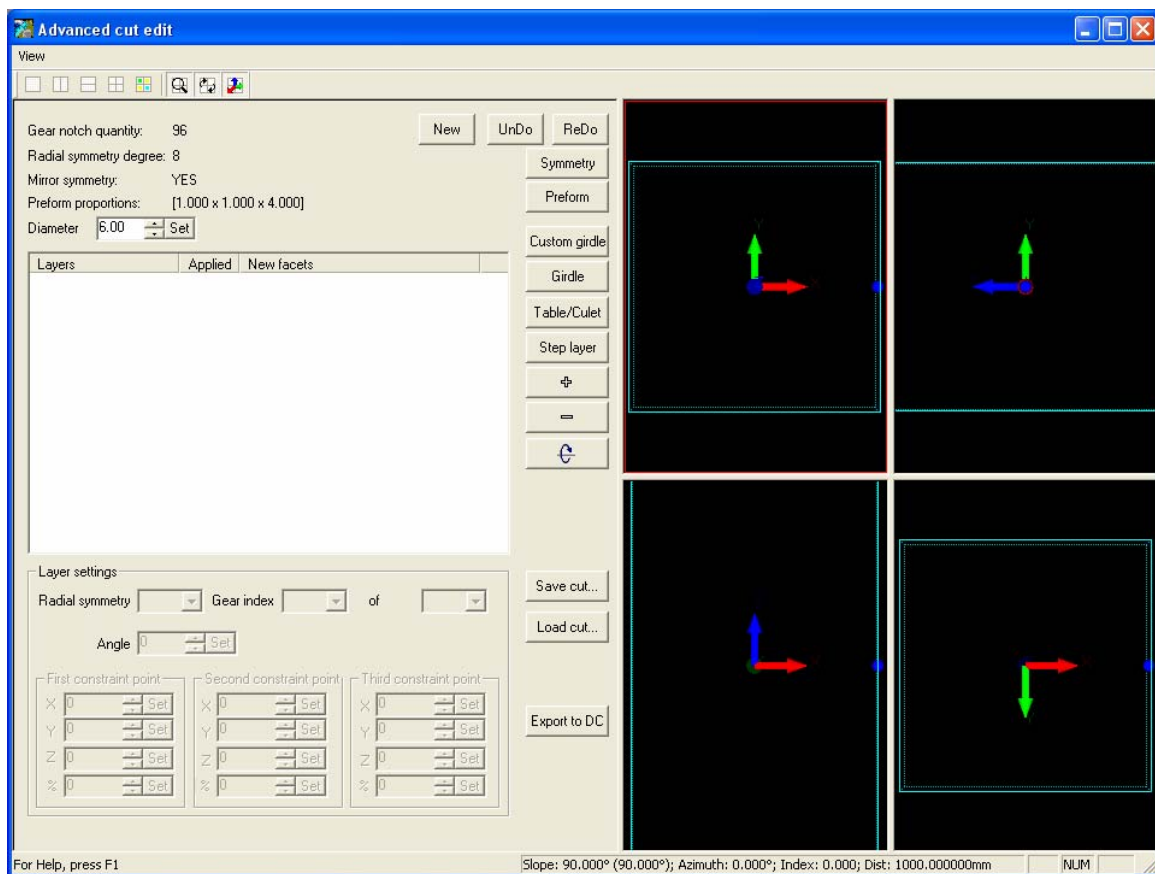 Advanced cut edit
View
Gear notch quantity: 96
New UnDo ReDo
Radial symmetry degree: 8
Symmetry
Mirror symmetry: YES
Preform proportions: [1.000 x 1.000 x 4.000]
Preform
Diameter 6.00 Set
Custom girdle
Layers Applied New facets
Girdle
Table/Culet
Step layer
Layer settings
Save cut...
Radial symmetry Gear index of
Load cut...
Angle 0 Set
First constraint point Second constraint point Third constraint point
X 0 Set X 0 Set X 0 Set
Export to DC
Y 0 Set Y 0 Set Y 0 Set
Z 0 Set Z 0 Set Z 0 Set
% 0 Set % 0 Set % 0 Set
For Help, press F1 Slope: 90.000° (90.000°); Azimuth: 0.000°; Index: 0.000; Dist: 1000.000000mm NUM